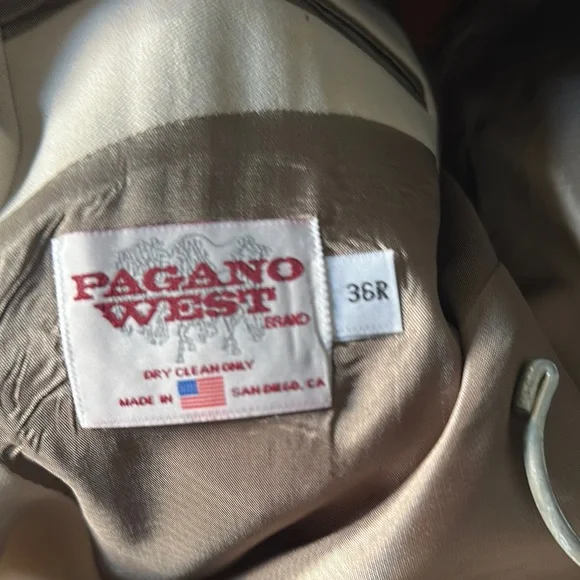 PAGANO
WEST
BRAND
36R
DRY CLEAN ONLY
MADE IN SAN DIEGO, CA